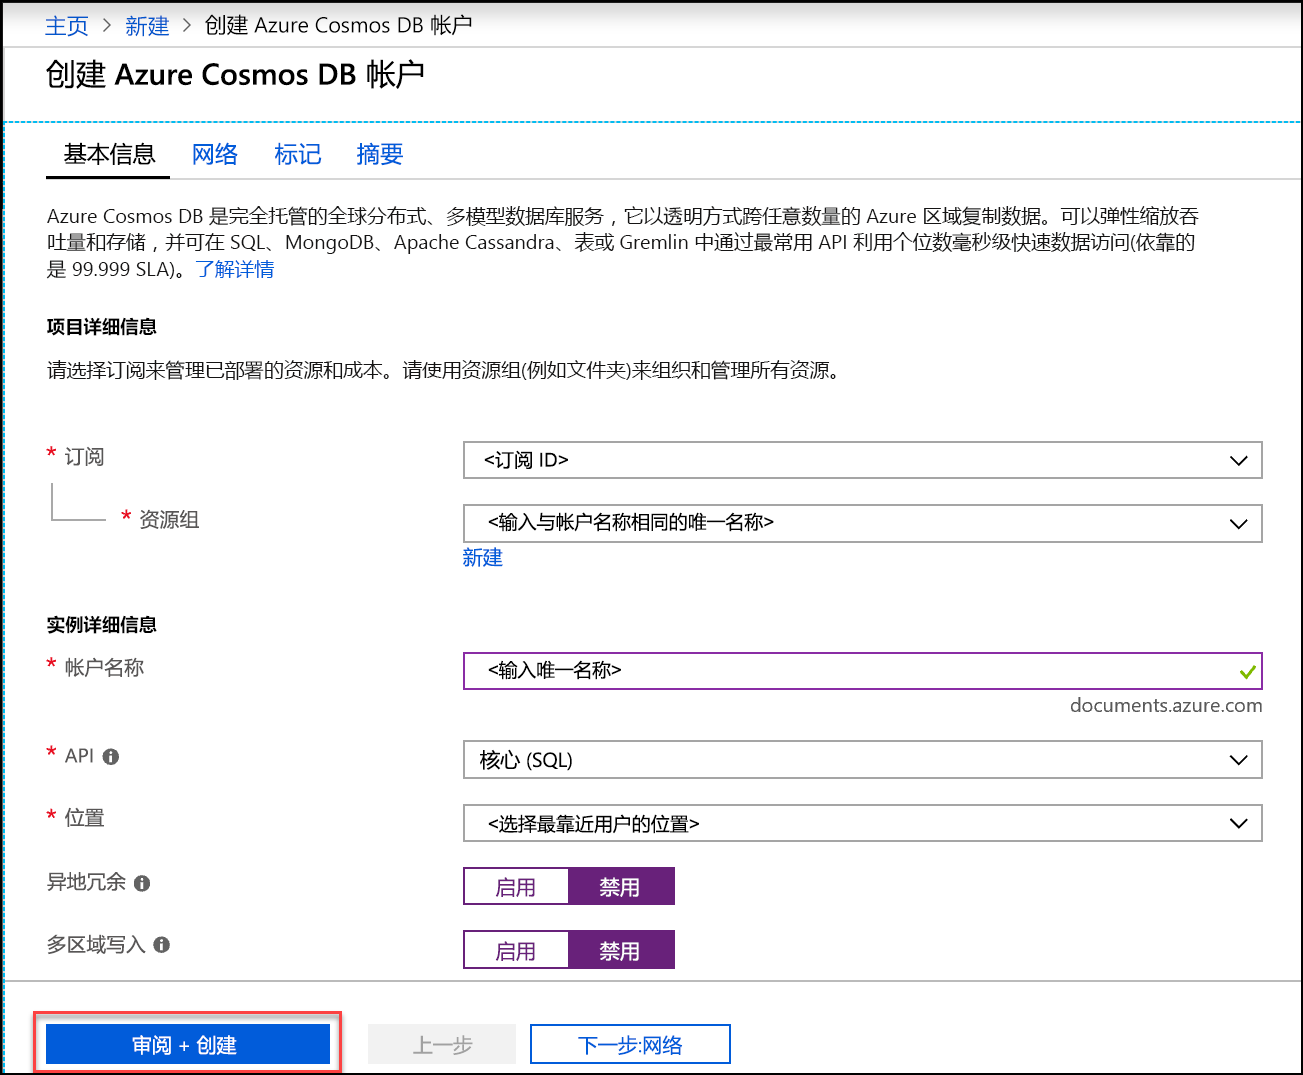 主页 > 新建 > 创建 Azure Cosmos DB 帐户
创建 Azure Cosmos DB 帐户
基本信息 网络 标记 摘要
Azure Cosmos DB 是完全托管的全球分布式、多模型数据库服务，它以透明方式跨任意数量的 Azure 区域复制数据。可以弹性缩放吞
吐量和存储，并可在 SQL、MongoDB、Apache Cassandra、表或 Gremlin 中通过最常用 API 利用个位数毫秒级快速数据访问(依靠的
是 99.999 SLA)。了解详情
项目详细信息
请选择订阅来管理已部署的资源和成本。请使用资源组(例如文件夹)来组织和管理所有资源。
* 订阅 <订阅 ID>
* 资源组 <输入与帐户名称相同的唯一名称>
新建
实例详细信息
* 帐户名称 <输入唯一名称>
documents.azure.com
* API 核心 (SQL)
* 位置 <选择最靠近用户的位置>
异地冗余 启用 禁用
多区域写入 启用 禁用
审阅 + 创建 上一步 下一步:网络